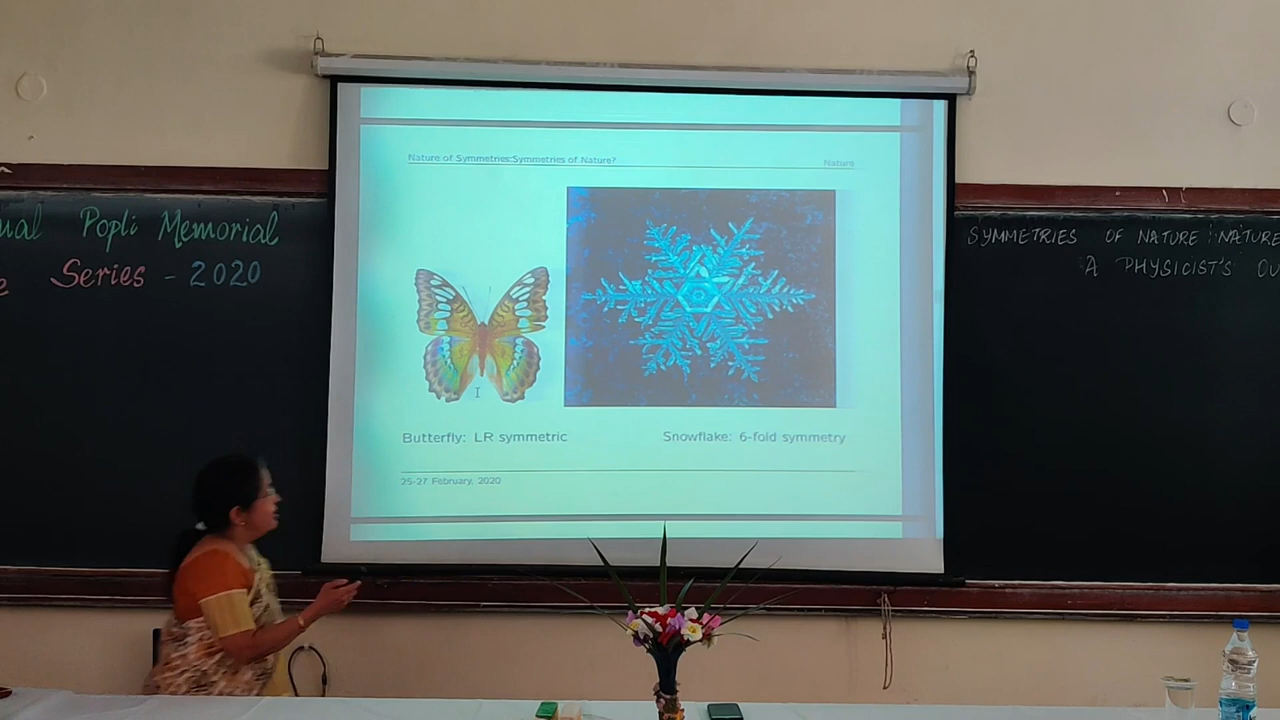 ual Popli Memorial
e Series - 2020
Nature of Symmetries:Symmetries of Nature?
Nature
Butterfly: LR symmetric
Snowflake: 6-fold symmetry
25-27 February, 2020
SYMMETRIES OF NATURE : NATURE
A PHYSICIST'S OU